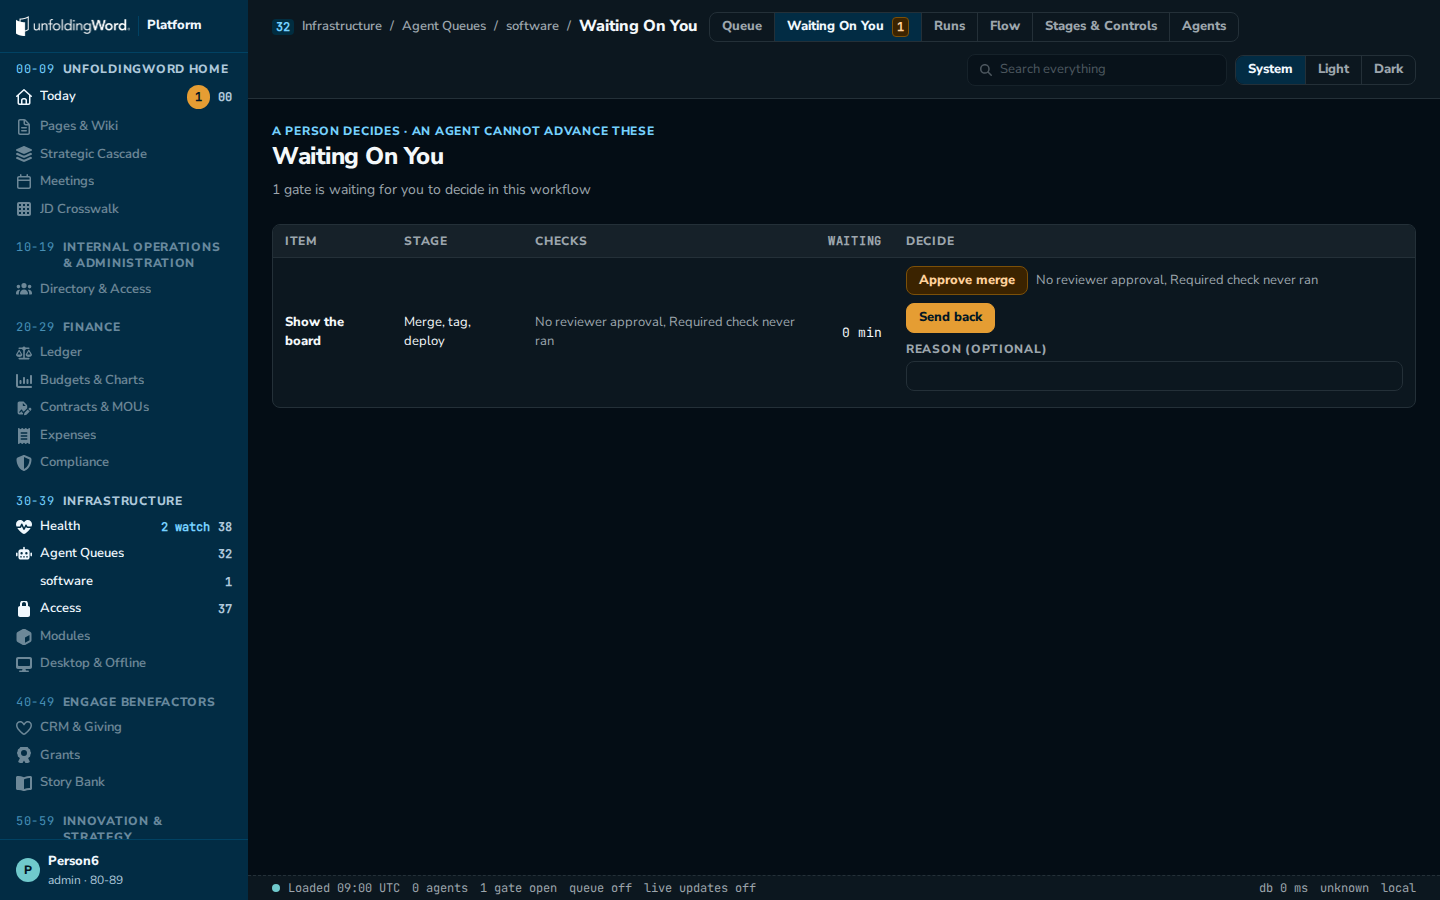 unfoldingWord Platform
00-09 UNFOLDINGWORD HOME
Today 1 00
Pages & Wiki
Strategic Cascade
Meetings
JD Crosswalk
10-19 INTERNAL OPERATIONS
& ADMINISTRATION
Directory & Access
20-29 FINANCE
Ledger
Budgets & Charts
Contracts & MOUs
Expenses
Compliance
30-39 INFRASTRUCTURE
Health 2 watch 38
Agent Queues 32
software 1
Access 37
Modules
Desktop & Offline
40-49 ENGAGE BENEFACTORS
CRM & Giving
Grants
Story Bank
50-59 INNOVATION &
STRATEGY
P Person6
admin · 80-89
32 Infrastructure / Agent Queues / software / Waiting On You
Queue Waiting On You 1 Runs Flow Stages & Controls Agents
Search everything
System Light Dark
A PERSON DECIDES · AN AGENT CANNOT ADVANCE THESE
Waiting On You
1 gate is waiting for you to decide in this workflow
ITEM STAGE CHECKS WAITING DECIDE
Show the
board
Merge, tag,
deploy
No reviewer approval, Required check never
ran
0 min
Approve merge No reviewer approval, Required check never ran
Send back
REASON (OPTIONAL)
Loaded 09:00 UTC 0 agents 1 gate open queue off live updates off
db 0 ms unknown local